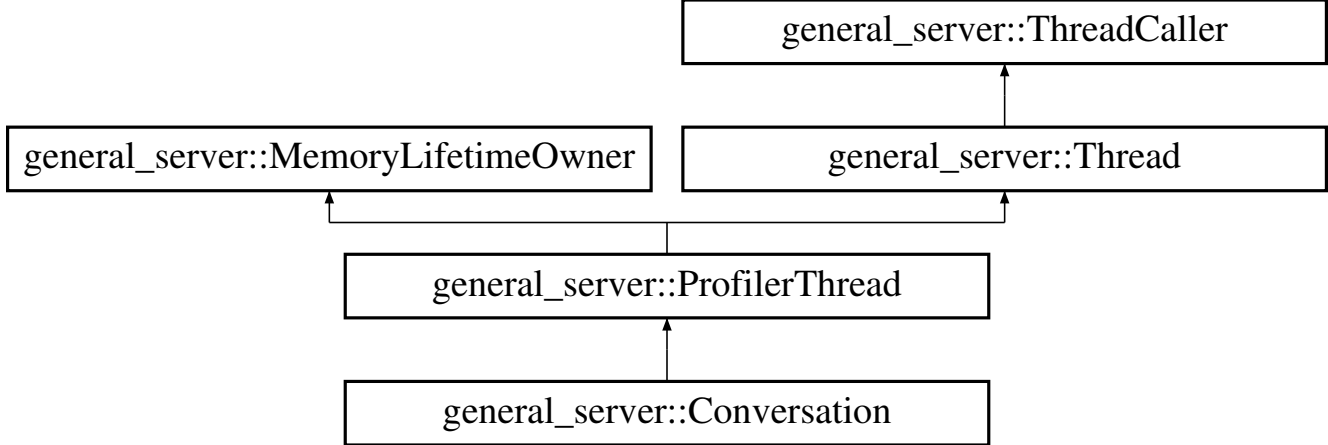 general_server::ThreadCaller
general_server::MemoryLifetimeOwner
general_server::Thread
general_server::ProfilerThread
general_server::Conversation